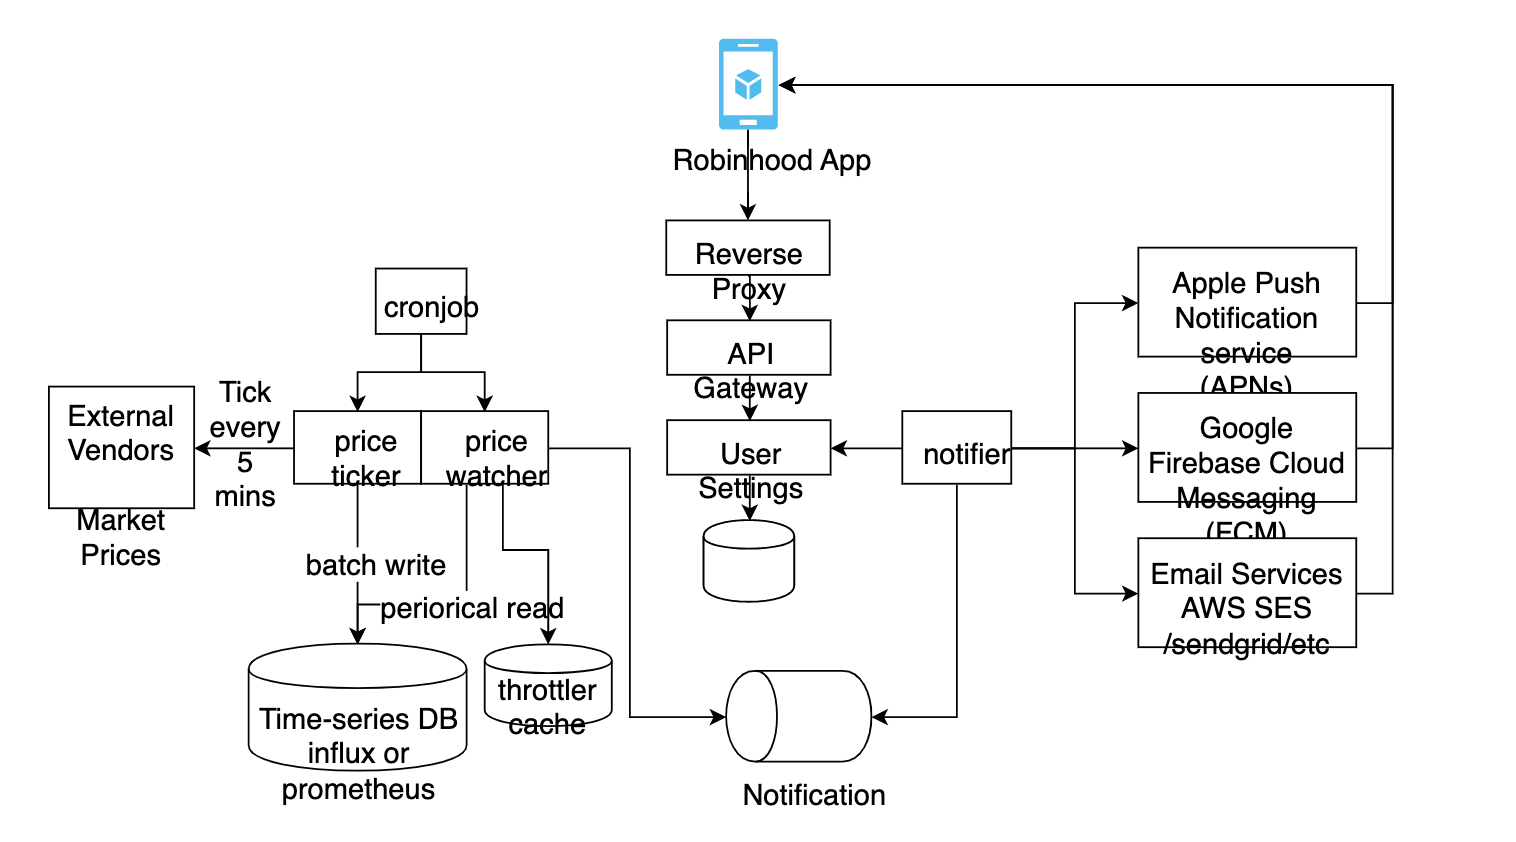 Robinhood App
Reverse
Proxy
API
Gateway
User
Settings
cronjob
External
Vendors
Market
Prices
Tick
every
5
mins
price
ticker
price
watcher
batch write
periorical read
Time-series DB
influx or
prometheus
throttler
cache
Notification
notifier
Apple Push
Notification
service
(APNs)
Google
Firebase Cloud
Messaging
(FCM)
Email Services
AWS SES
/sendgrid/etc